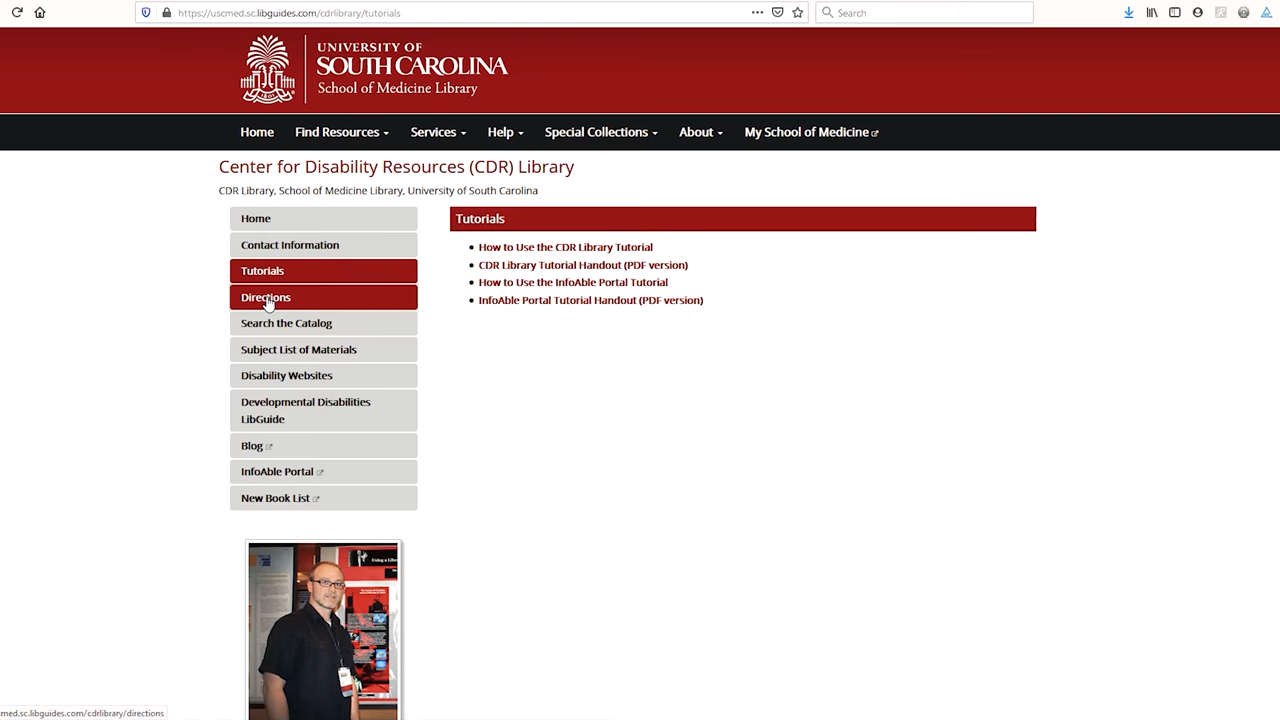 https://uscmed.sc.libguides.com/cdrlibrary/tutorials
Search
UNIVERSITY OF
SOUTH CAROLINA
School of Medicine Library
Home Find Resources Services Help Special Collections About My School of Medicine
Center for Disability Resources (CDR) Library
CDR Library, School of Medicine Library, University of South Carolina
Home
Contact Information
Tutorials
Directions
Search the Catalog
Subject List of Materials
Disability Websites
Developmental Disabilities
LibGuide
Blog
InfoAble Portal
New Book List
Tutorials
• How to Use the CDR Library Tutorial
• CDR Library Tutorial Handout (PDF version)
• How to Use the InfoAble Portal Tutorial
• InfoAble Portal Tutorial Handout (PDF version)
med.sc.libguides.com/cdrlibrary/directions